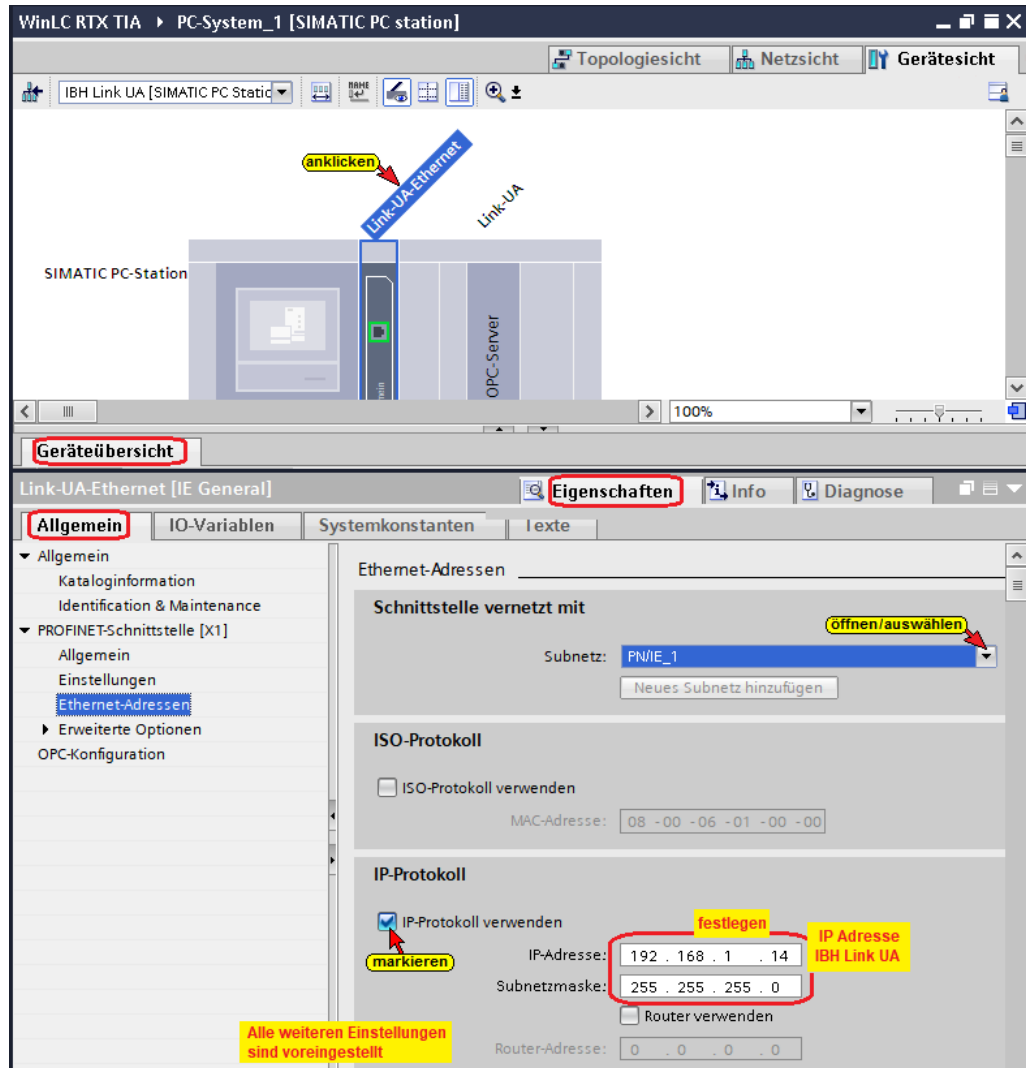 WinLC RTX TIA ▸ PC-System_1 [SIMATIC PC station]
Topologiesicht Netzsicht Gerätesicht
IBH Link UA [SIMATIC PC Static
NAME
anklicken
Link-UA-Ethernet
Link-UA
SIMATIC PC-Station
OPC-Server
100%
Geräteübersicht
Link-UA-Ethernet [IE General]
Eigenschaften Info Diagnose
Allgemein IO-Variablen Systemkonstanten Texte
Allgemein
Kataloginformation
Identification & Maintenance
PROFINET-Schnittstelle [X1]
Allgemein
Einstellungen
Ethernet-Adressen
Erweiterte Optionen
OPC-Konfiguration
Ethernet-Adressen
Schnittstelle vernetzt mit
öffnen/auswählen
Subnetz: PN/IE_1
Neues Subnetz hinzufügen
ISO-Protokoll
ISO-Protokoll verwenden
MAC-Adresse: 08 -00 -06 -01 -00 -00
IP-Protokoll
IP-Protokoll verwenden
markieren
festlegen
IP-Adresse: 192 . 168 . 1 . 14
IP Adresse
IBH Link UA
Subnetzmaske: 255 . 255 . 255 . 0
Router verwenden
Alle weiteren Einstellungen
sind voreingestellt
Router-Adresse: 0 . 0 . 0 . 0